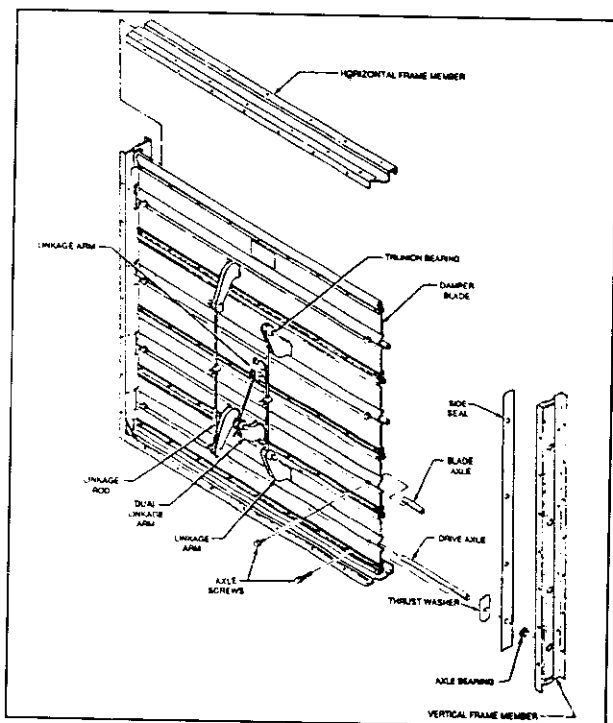 HORIZONTAL FRAME MEMBER
LINKAGE ARM
TRUNION BEARING
DAMPER
BLADE
SIDE
SEAL
BLADE
AXLE
LINKAGE
ROD
DUAL
LINKAGE
ARM
LINKAGE
ARM
DRIVE AXLE
AXLE
SCREWS
THRUST WASHER
AXLE BEARING
VERTICAL FRAME MEMBER